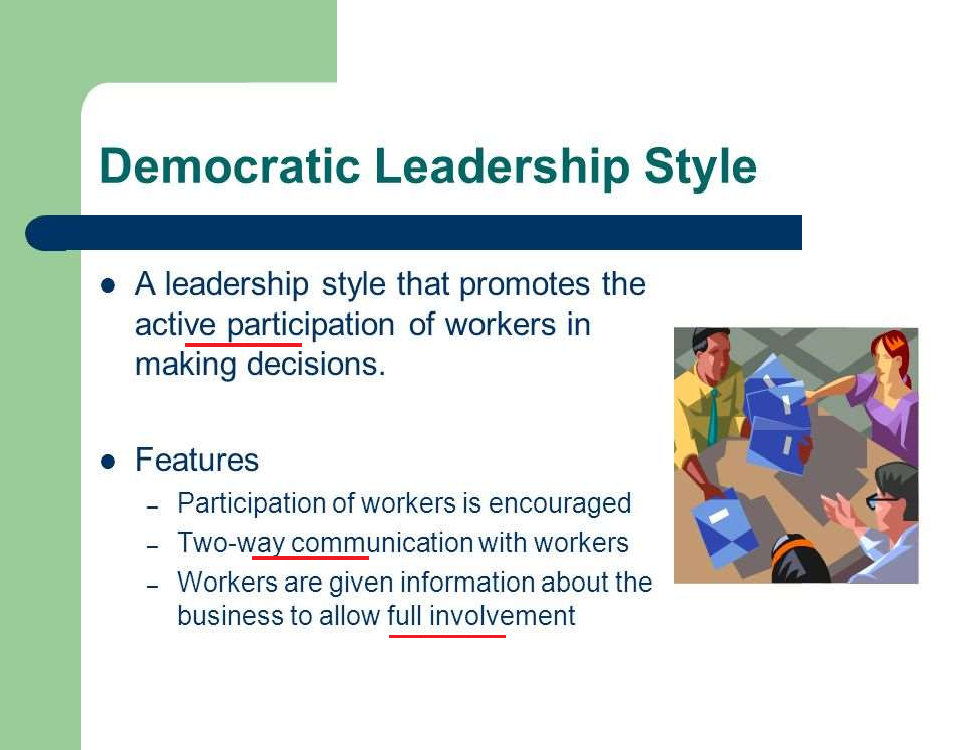 Democratic Leadership Style
● A leadership style that promotes the
active participation of workers in
making decisions.
● Features
– Participation of workers is encouraged
– Two-way communication with workers
– Workers are given information about the
business to allow full involvement